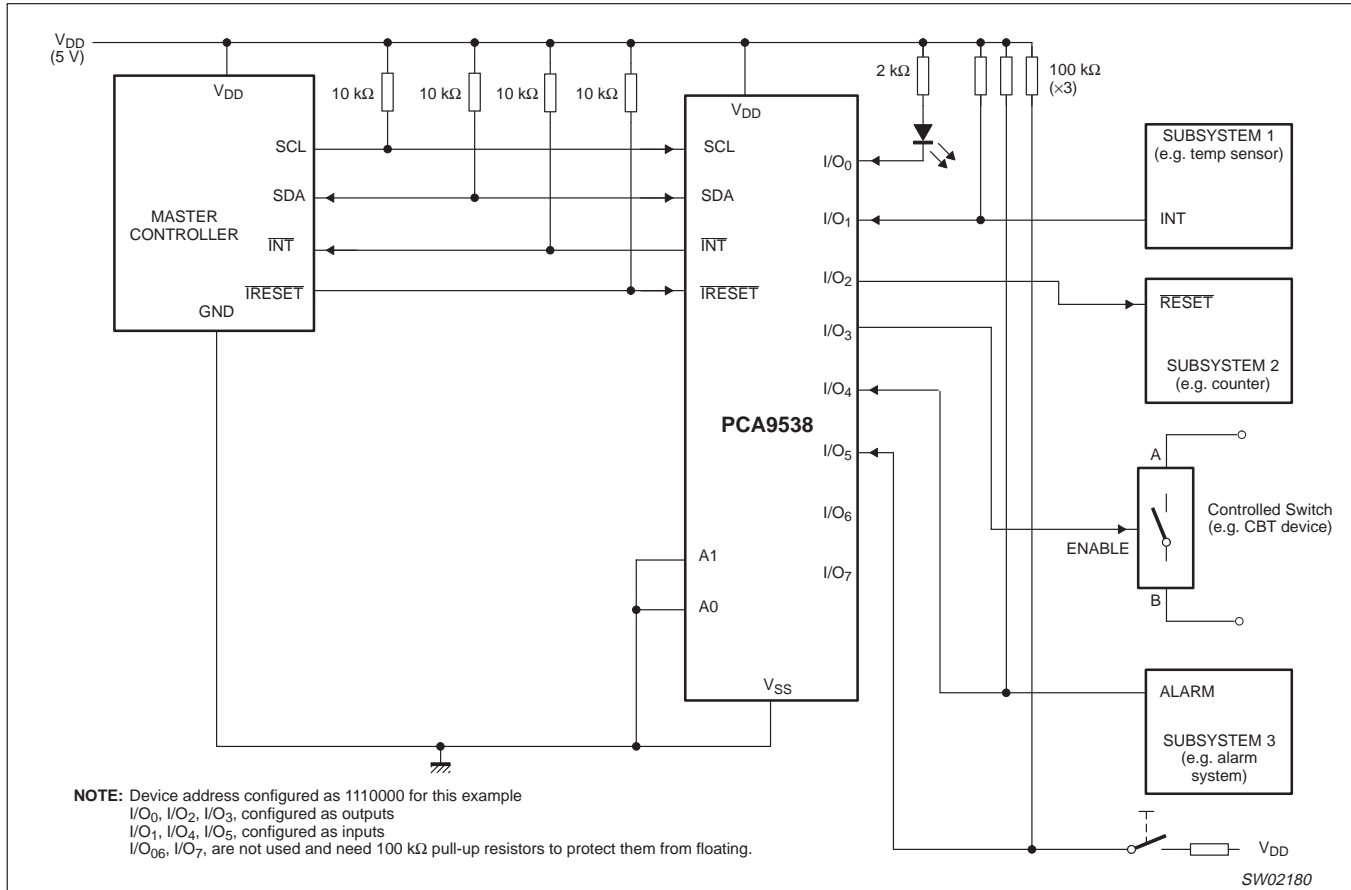 VDD
(5 V)
VDD
10 kΩ
10 kΩ
10 kΩ
10 kΩ
VDD
2 kΩ
100 kΩ
(×3)
MASTER
CONTROLLER
SCL
SDA
INT
IRESET
GND
SCL
SDA
INT
IRESET
PCA9538
A1
A0
VSS
I/O0
I/O1
I/O2
I/O3
I/O4
I/O5
I/O6
I/O7
SUBSYSTEM 1
(e.g. temp sensor)
INT
RESET
SUBSYSTEM 2
(e.g. counter)
A
ENABLE
B
Controlled Switch
(e.g. CBT device)
ALARM
SUBSYSTEM 3
(e.g. alarm
system)
VDD
NOTE: Device address configured as 1110000 for this example
I/O0, I/O2, I/O3, configured as outputs
I/O1, I/O4, I/O5, configured as inputs
I/O06, I/O7, are not used and need 100 kΩ pull-up resistors to protect them from floating.
SW02180